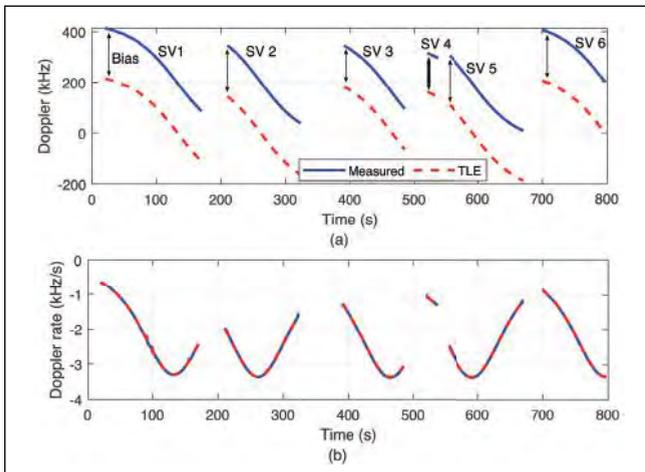 400
SV1
SV 2
SV 3
SV 4
SV 5
SV 6
Bias
200
0
-200
Doppler (kHz)
Measured
TLE
0 100 200 300 400 500 600 700 800
Time (s)
(a)
0
-1
-2
-3
-4
Doppler rate (kHz/s)
0 100 200 300 400 500 600 700 800
Time (s)
(b)